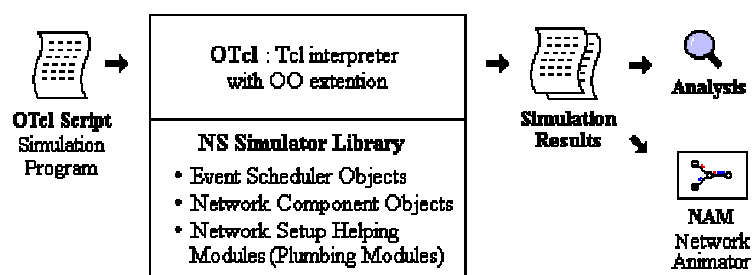 OTcl Script
Simulation
Program
OTcl : Tcl interpreter
with OO extention
NS Simulator Library
• Event Scheduler Objects
• Network Component Objects
• Network Setup Helping
Modules (Plumbing Modules)
Simulation
Results
Analysis
NAM
Network
Animator